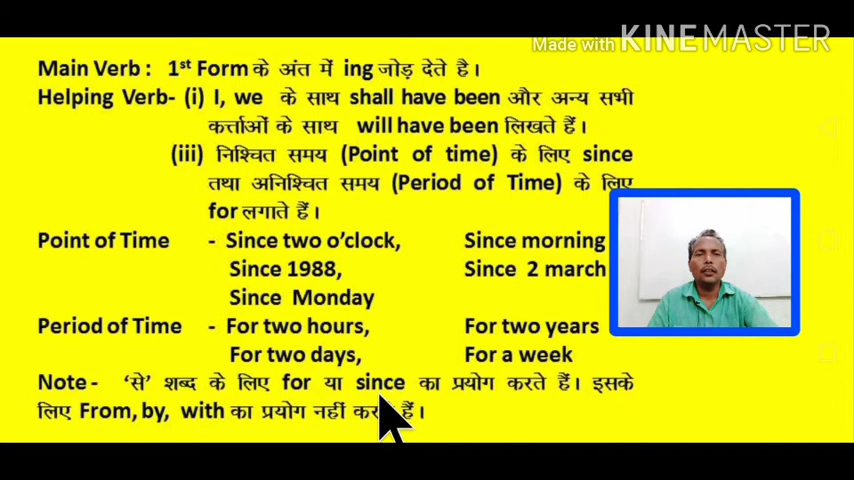 Made with KINEMASTER
Main Verb : 1st Form के अंत में ing जोड़ देते है।
Helping Verb- (i) I, we के साथ shall have been और अन्य सभी
कर्त्ताओं के साथ will have been लिखते हैं।
(iii) निश्चित समय (Point of time) के लिए since
तथा अनिश्चित समय (Period of Time) के लिए
for लगाते हैं।
Point of Time - Since two o’clock, Since morning
Since 1988, Since 2 march
Since Monday
Period of Time - For two hours, For two years
For two days, For a week
Note- ‘से’ शब्द के लिए for या since का प्रयोग करते हैं। इसके
लिए From, by, with का प्रयोग नहीं हैं।